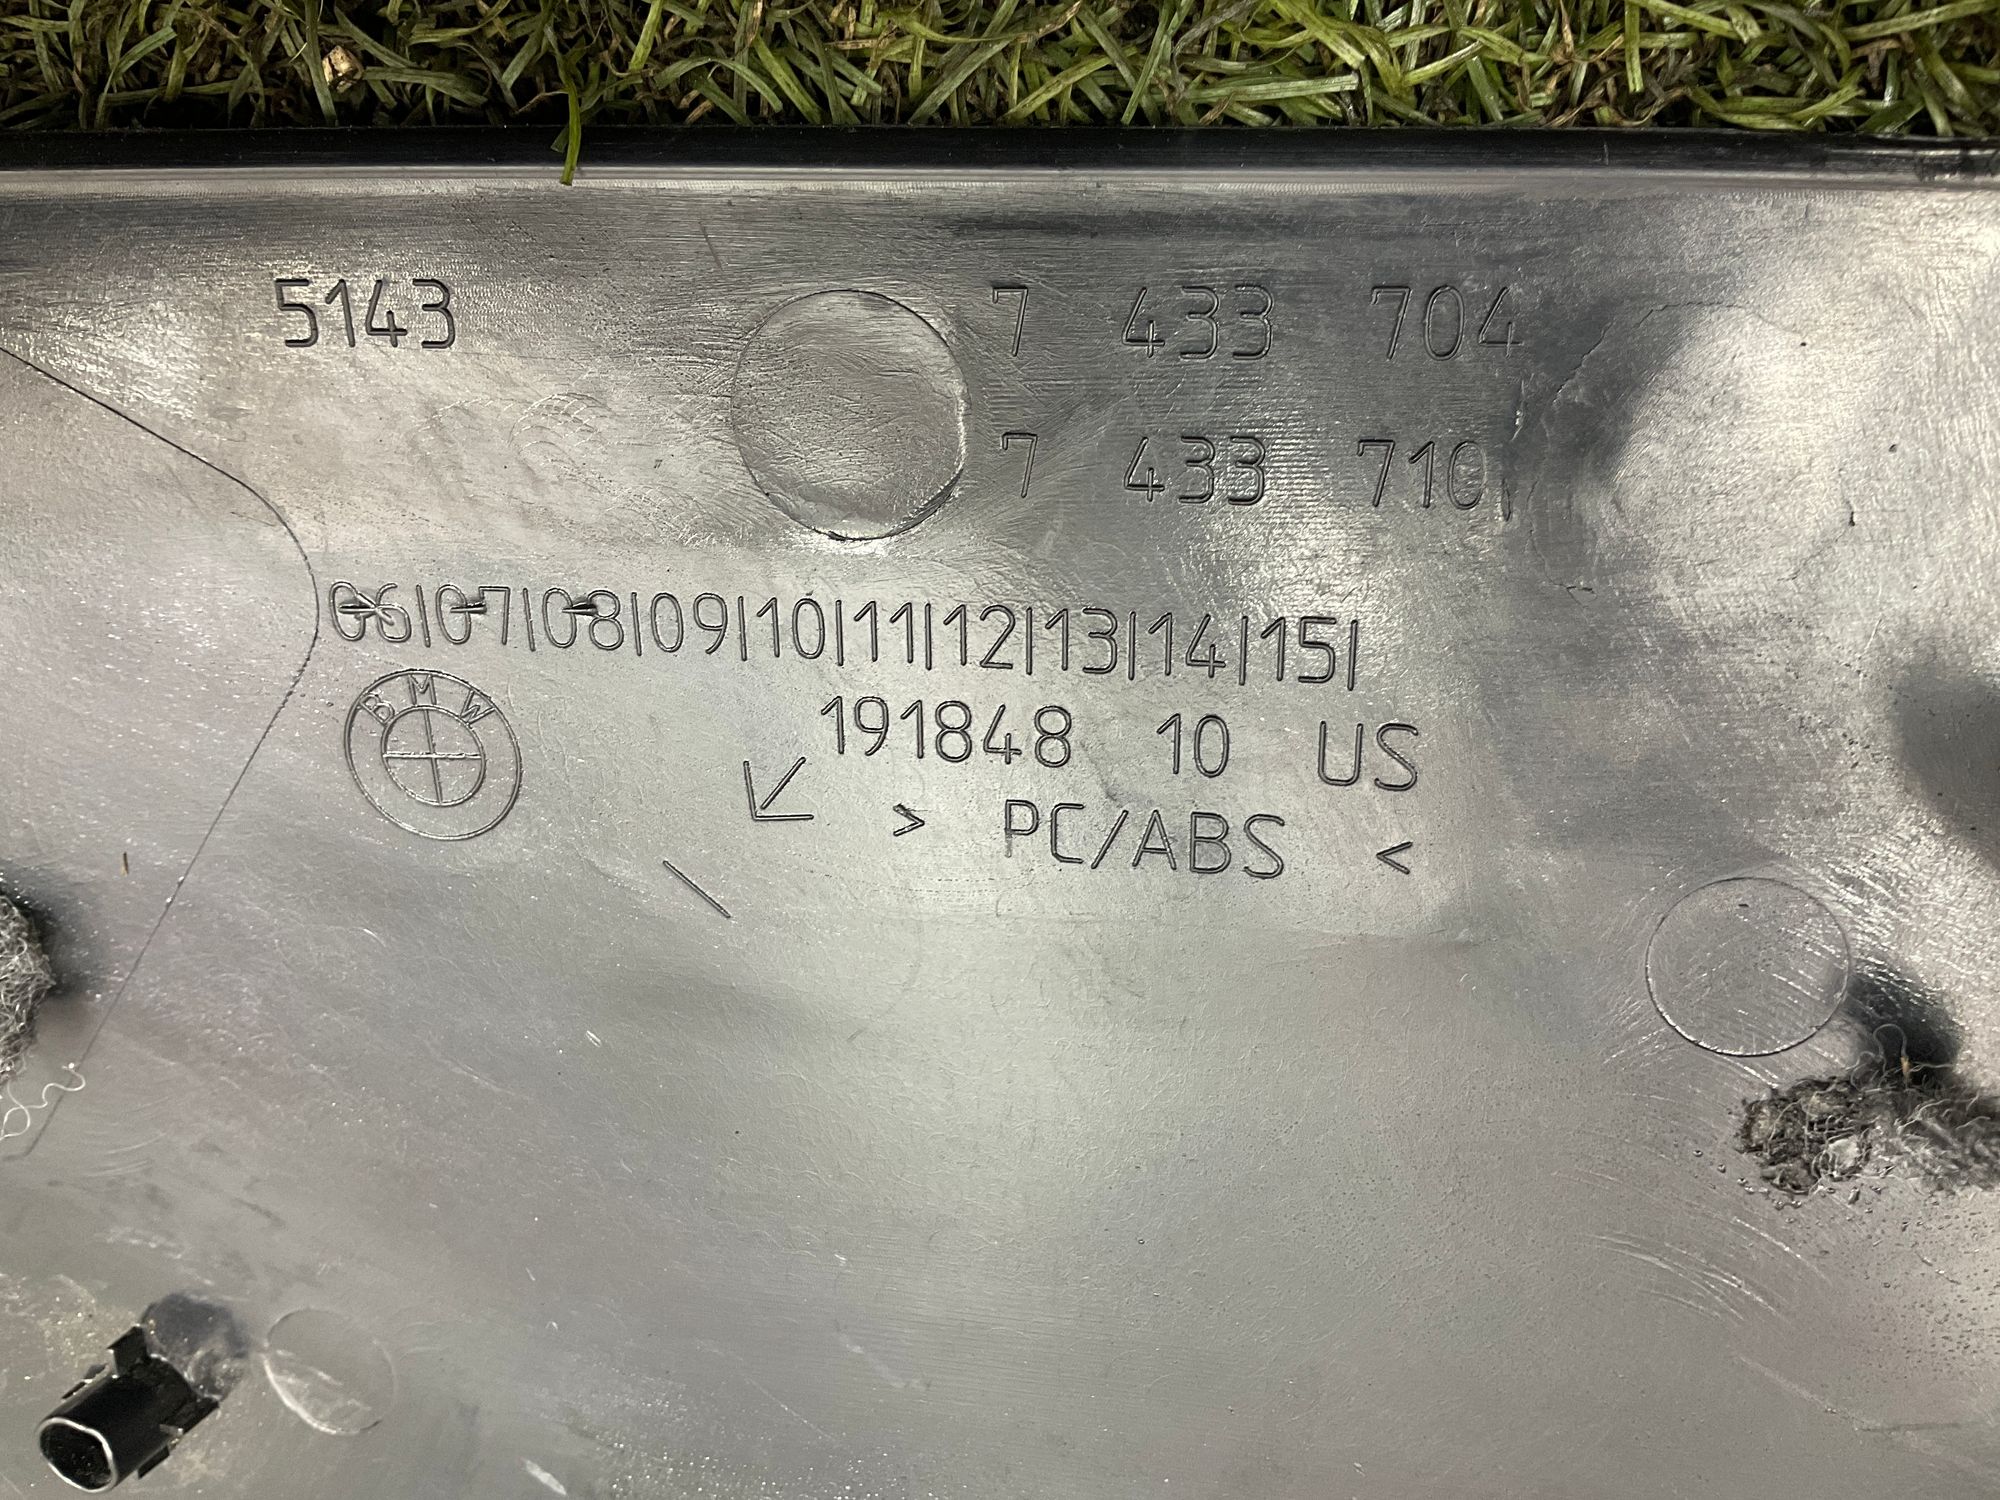 5143 7 433 704
7 433 710
06|07|08|09|10|11|12|13|14|15|
BMW
191848 10 US
> PC/ABS <